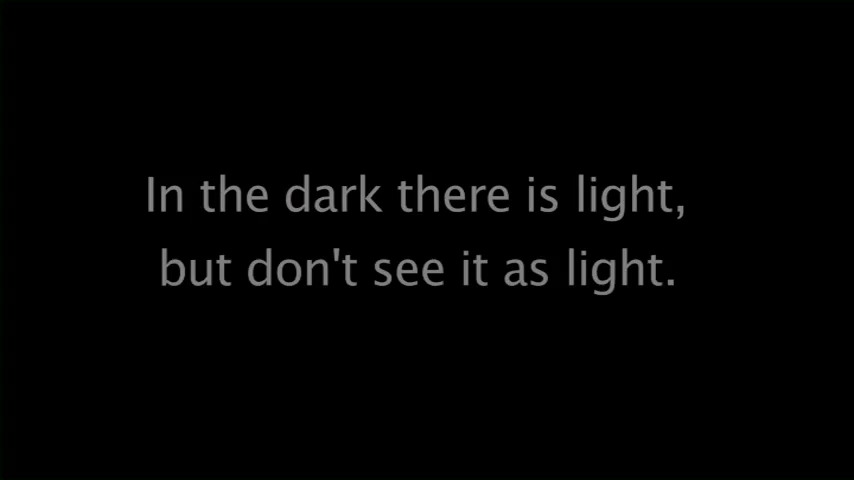 In the dark there is light,
but don't see it as light.